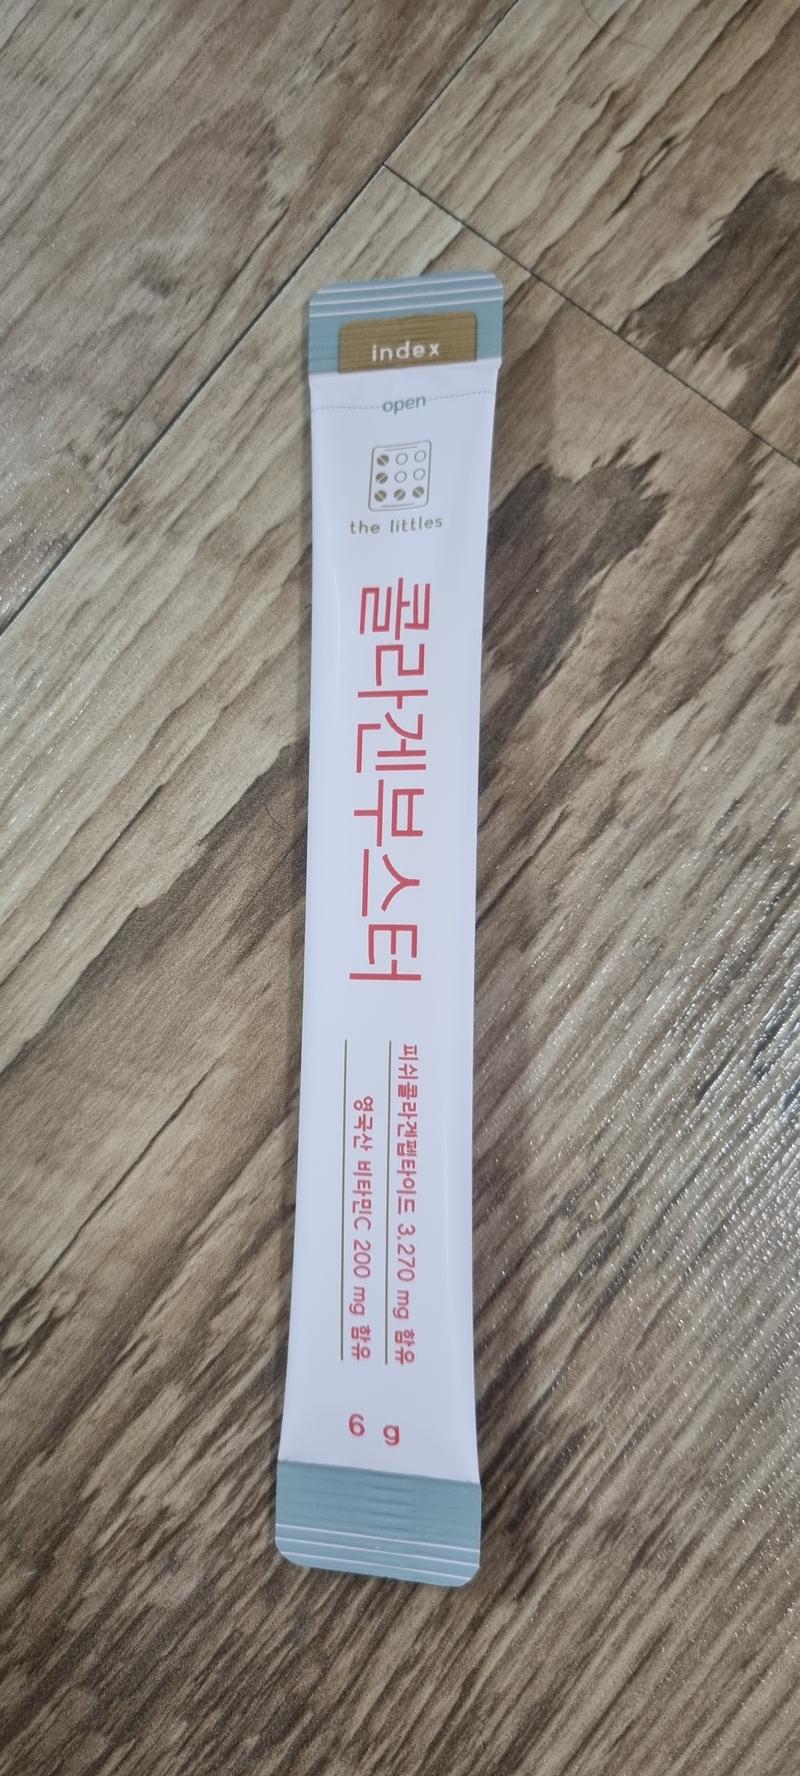 index
open
the littles
콜라겐부스터
피쉬콜라겐펩타이드 3,270 mg 함유
영국산 비타민C 200 mg 함유
6 g